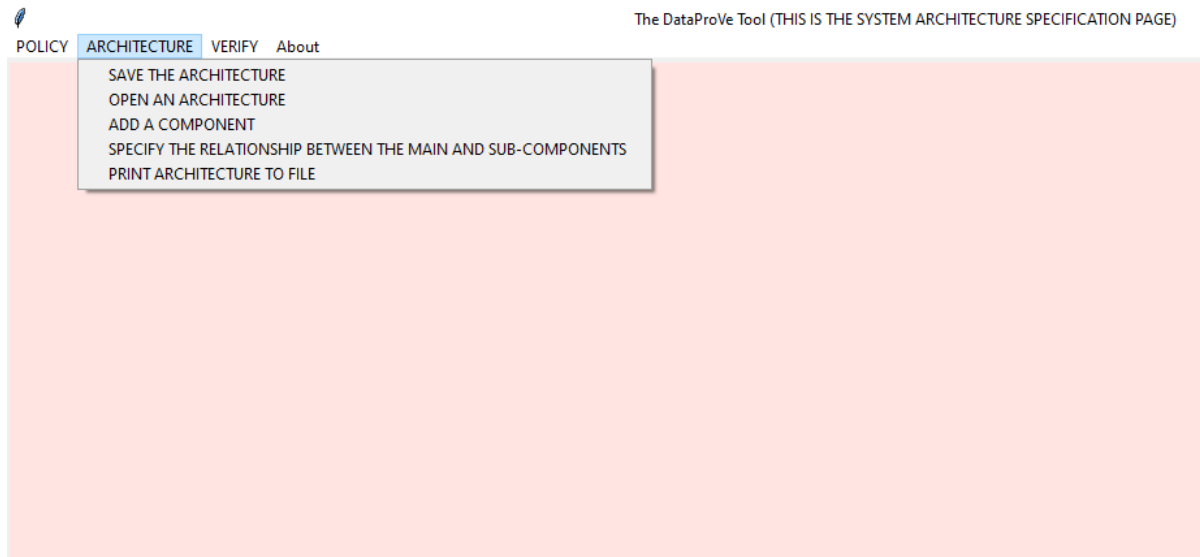 The DataProVe Tool (THIS IS THE SYSTEM ARCHITECTURE SPECIFICATION PAGE)
POLICY ARCHITECTURE VERIFY About
SAVE THE ARCHITECTURE
OPEN AN ARCHITECTURE
ADD A COMPONENT
SPECIFY THE RELATIONSHIP BETWEEN THE MAIN AND SUB-COMPONENTS
PRINT ARCHITECTURE TO FILE